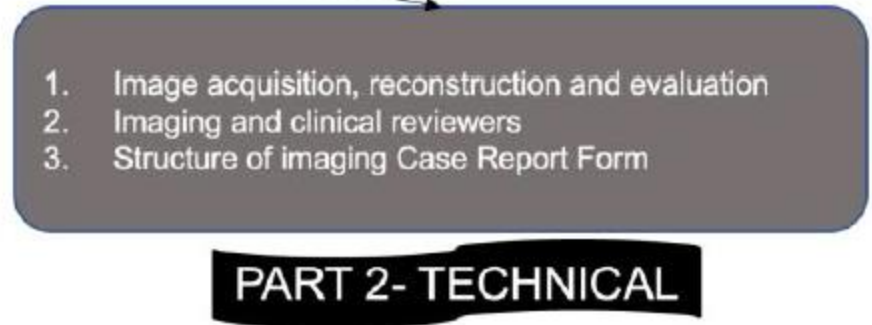 1. Image acquisition, reconstruction and evaluation
2. Imaging and clinical reviewers
3. Structure of imaging Case Report Form
PART 2- TECHNICAL